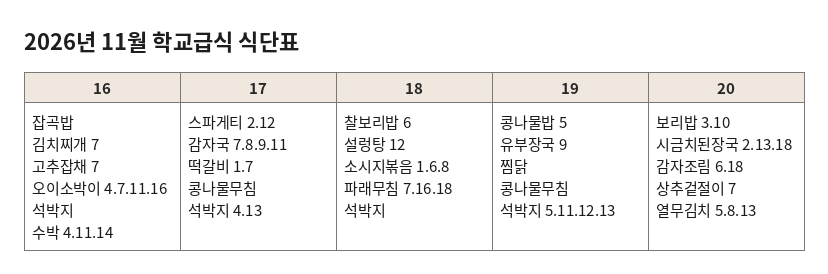 2026년 11월 학교급식 식단표
16
17
18
19
20
잡곡밥
김치찌개 7
고추잡채 7
오이소박이 4.7.11.16
석박지
수박 4.11.14
스파게티 2.12
감자국 7.8.9.11
떡갈비 1.7
콩나물무침
석박지 4.13
찰보리밥 6
설렁탕 12
소시지볶음 1.6.8
파래무침 7.16.18
석박지
콩나물밥 5
유부장국 9
찜닭
콩나물무침
석박지 5.11.12.13
보리밥 3.10
시금치된장국 2.13.18
감자조림 6.18
상추겉절이 7
열무김치 5.8.13